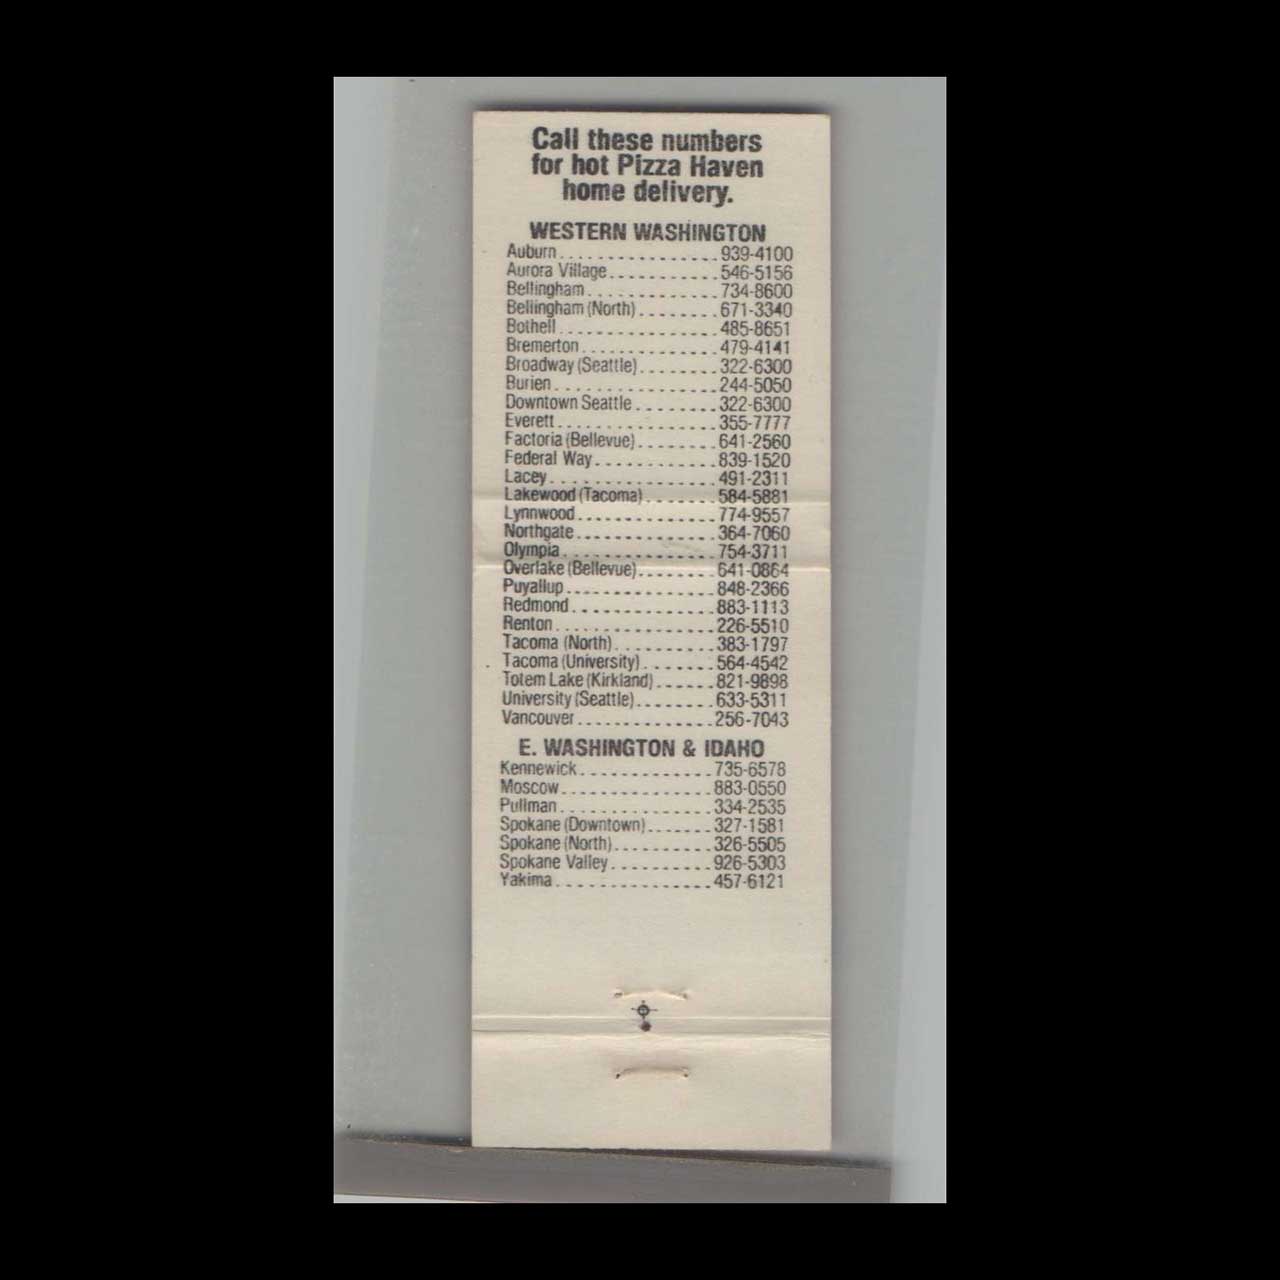 Call these numbers
for hot Pizza Haven
home delivery.
WESTERN WASHINGTON
Auburn . . . . . . . . . . . . . . . . . 939-4100
Aurora Village . . . . . . . . . . . . 546-5156
Bellingham . . . . . . . . . . . . . . 734-8600
Bellingham (North) . . . . . . . . 671-3340
Bothell . . . . . . . . . . . . . . . . . 485-8651
Bremerton . . . . . . . . . . . . . . 479-4141
Broadway (Seattle) . . . . . . . . 322-6300
Burien . . . . . . . . . . . . . . . . . 244-5050
Downtown Seattle . . . . . . . . 322-6300
Everett . . . . . . . . . . . . . . . . . 355-7777
Factoria (Bellevue) . . . . . . . . 641-2560
Federal Way . . . . . . . . . . . . . 839-1520
Lacey . . . . . . . . . . . . . . . . . . 491-2311
Lakewood (Tacoma) . . . . . . . 584-5881
Lynnwood . . . . . . . . . . . . . . 774-9557
Northgate . . . . . . . . . . . . . . 364-7060
Olympia . . . . . . . . . . . . . . . . 754-3711
Overlake (Bellevue) . . . . . . . . 641-0864
Puyallup . . . . . . . . . . . . . . . 848-2366
Redmond . . . . . . . . . . . . . . . 883-1113
Renton . . . . . . . . . . . . . . . . . 226-5510
Tacoma (North) . . . . . . . . . . . 383-1797
Tacoma (University) . . . . . . . 564-4542
Totem Lake (Kirkland) . . . . . . 821-9898
University (Seattle) . . . . . . . . 633-5311
Vancouver . . . . . . . . . . . . . . 256-7043
E. WASHINGTON & IDAHO
Kennewick . . . . . . . . . . . . . . 735-6578
Moscow . . . . . . . . . . . . . . . . 883-0550
Pullman . . . . . . . . . . . . . . . . 334-2535
Spokane (Downtown) . . . . . . . 327-1581
Spokane (North) . . . . . . . . . . . 326-5505
Spokane Valley . . . . . . . . . . . 926-5303
Yakima . . . . . . . . . . . . . . . . . 457-6121